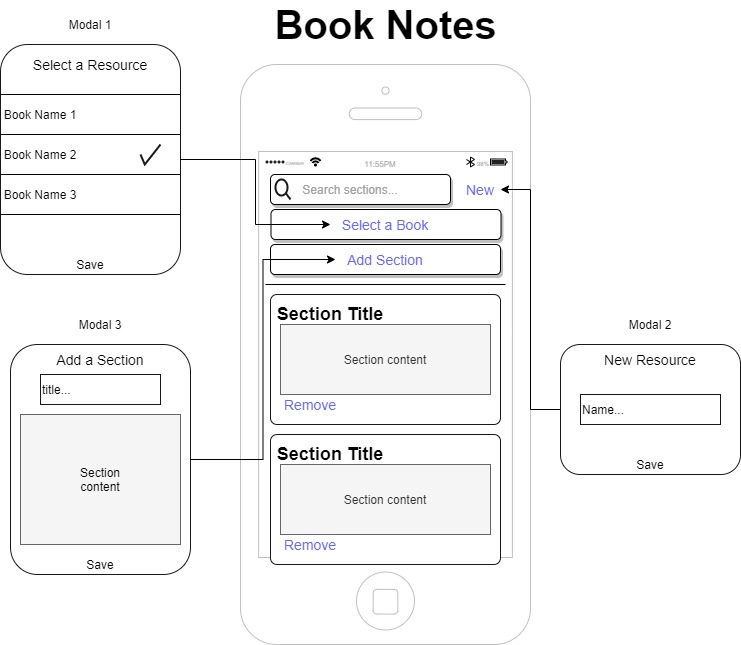 Book Notes
Modal 1
Select a Resource
Book Name 1
Book Name 2
Book Name 3
Save
11:55PM
98%
Search sections...
New
Select a Book
Add Section
Section Title
Section content
Remove
Section Title
Section content
Remove
Modal 3
Add a Section
title...
Section
content
Save
Modal 2
New Resource
Name...
Save